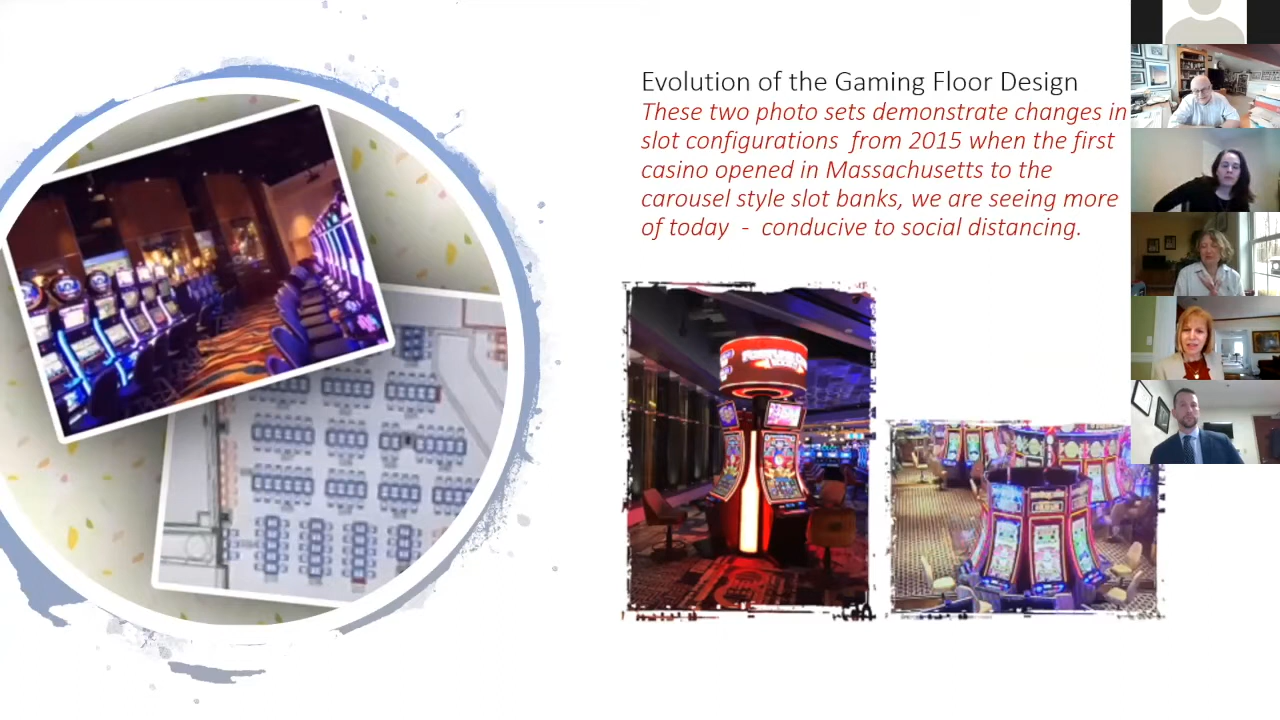 Evolution of the Gaming Floor Design
These two photo sets demonstrate changes in
slot configurations from 2015 when the first
casino opened in Massachusetts to the
carousel style slot banks, we are seeing more
of today - conducive to social distancing.